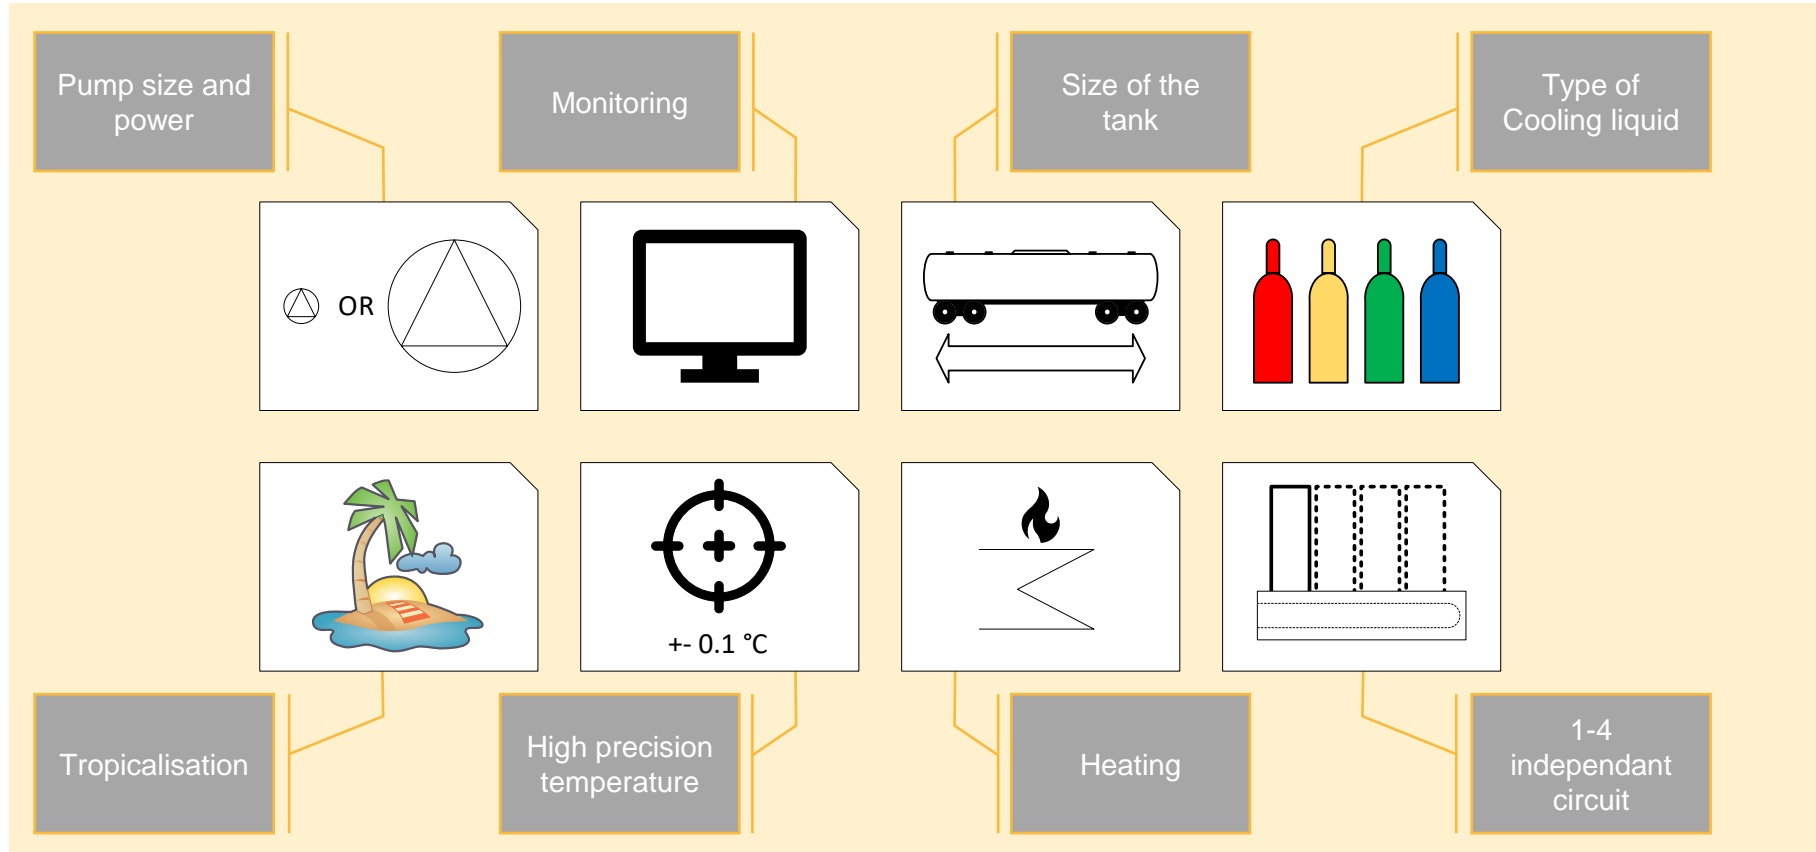 Pump size and
power
Monitoring
Size of the
tank
Type of
Cooling liquid
OR
+- 0.1 °C
Tropicalisation
High precision
temperature
Heating
1-4
independant
circuit